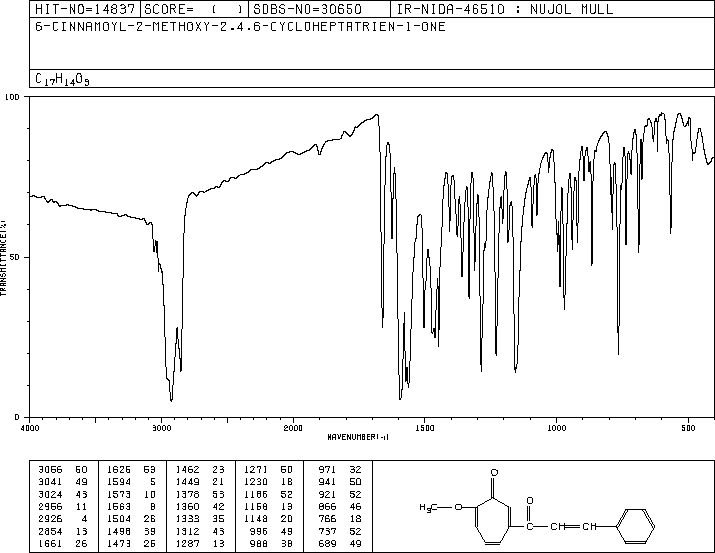 HIT-NO=14837 SCORE= ( ) SDBS-NO=30650 IR-NIDA-46510 : NUJOL MULL
6-CINNAMOYL-2-METHOXY-2,4,6-CYCLOHEPTATRIEN-1-ONE
C17H14O3
100
50
0
TRANSMITTANCE(%)
4000 3000 2000 1500 1000 500
WAVENUMBER(-1)
3066 60 1626 53 1462 23 1271 50 971 32
3041 49 1594 5 1449 21 1230 18 941 50
3024 43 1573 10 1378 53 1186 52 921 52
2956 11 1563 8 1360 42 1158 13 866 46
2926 4 1504 26 1333 35 1148 20 766 18
2854 13 1498 39 1312 43 996 49 737 52
1661 26 1473 26 1287 13 988 38 689 49
O
H3C O
O
C CH CH